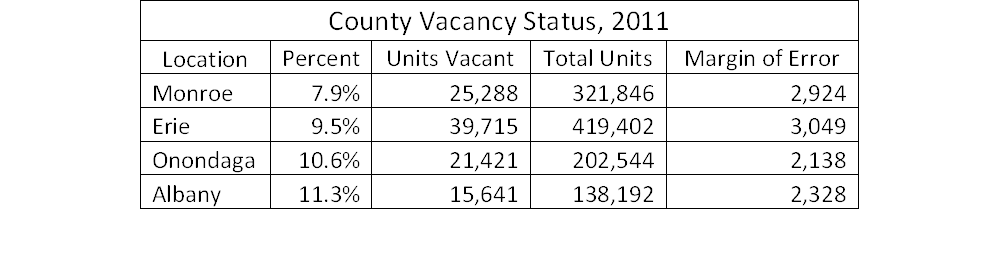 County Vacancy Status, 2011
Location Percent Units Vacant Total Units Margin of Error
Monroe 7.9% 25,288 321,846 2,924
Erie 9.5% 39,715 419,402 3,049
Onondaga 10.6% 21,421 202,544 2,138
Albany 11.3% 15,641 138,192 2,328